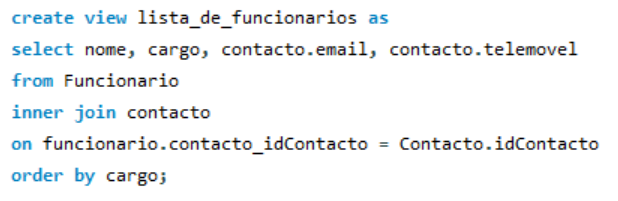 create view lista_de_funcionarios as
select nome, cargo, contacto.email, contacto.telemovel
from Funcionario
inner join contacto
on funcionario.contacto_idContacto = Contacto.idContacto
order by cargo;